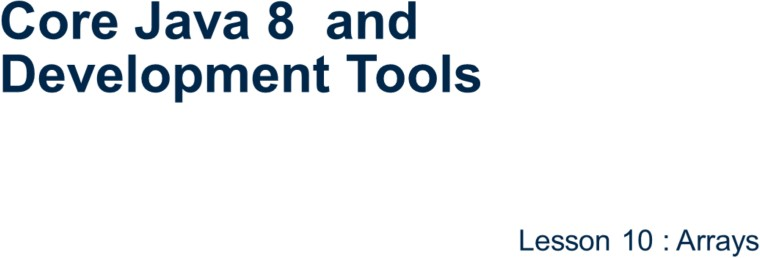 Core Java 8  and
Development Tools
Lesson 10 : Arrays